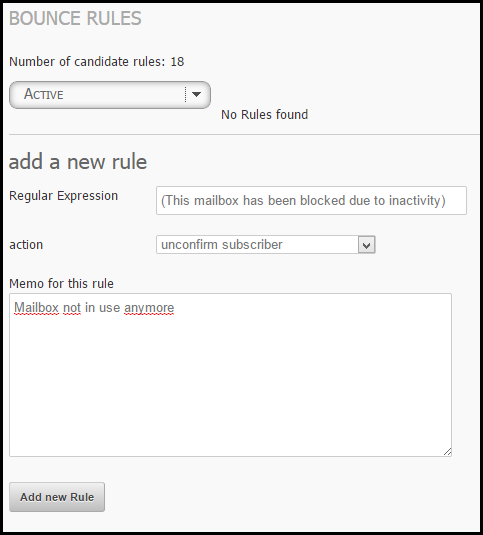 BOUNCE RULES
Number of candidate rules: 18
ACTIVE
No Rules found
add a new rule
Regular Expression
(This mailbox has been blocked due to inactivity)
action
unconfirm subscriber
Memo for this rule
Mailbox not in use anymore
Add new Rule